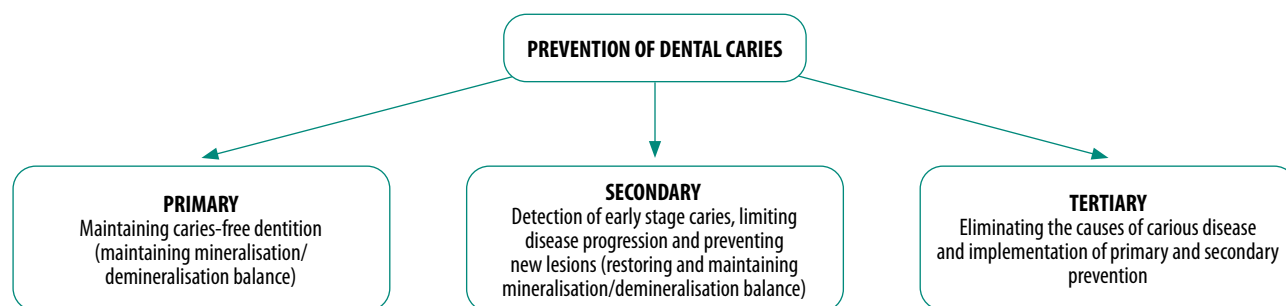 PREVENTION OF DENTAL CARIES
PRIMARY
Maintaining caries-free dentition
(maintaining mineralisation/
demineralisation balance)
SECONDARY
Detection of early stage caries, limiting
disease progression and preventing
new lesions (restoring and maintaining
mineralisation/demineralisation balance)
TERTIARY
Eliminating the causes of carious disease
and implementation of primary and secondary
prevention